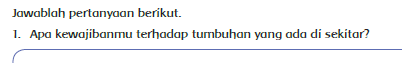 Jawablah pertanyaan berikut.
1. Apa kewajibanmu terhadap tumbuhan yang ada di sekitar?